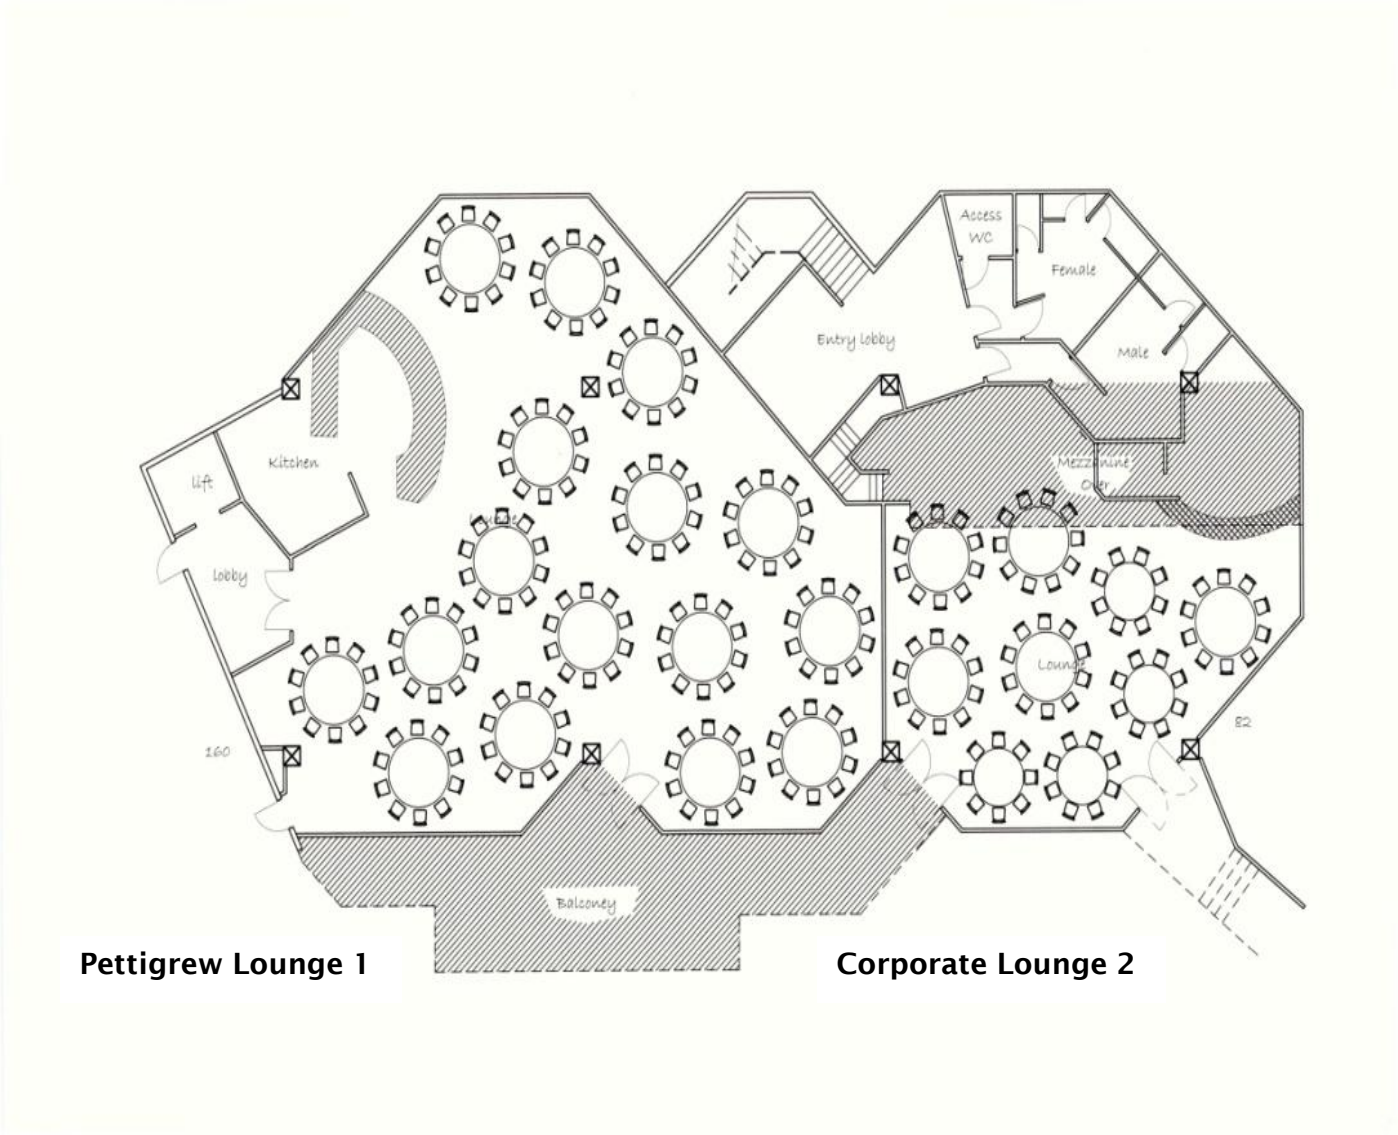 Access
WC
Female
Entry lobby
Male
Kitchen
lift
Mezzanine
Over
Lounge
lobby
Lounge
82
160
Balconey
Pettigrew Lounge 1
Corporate Lounge 2